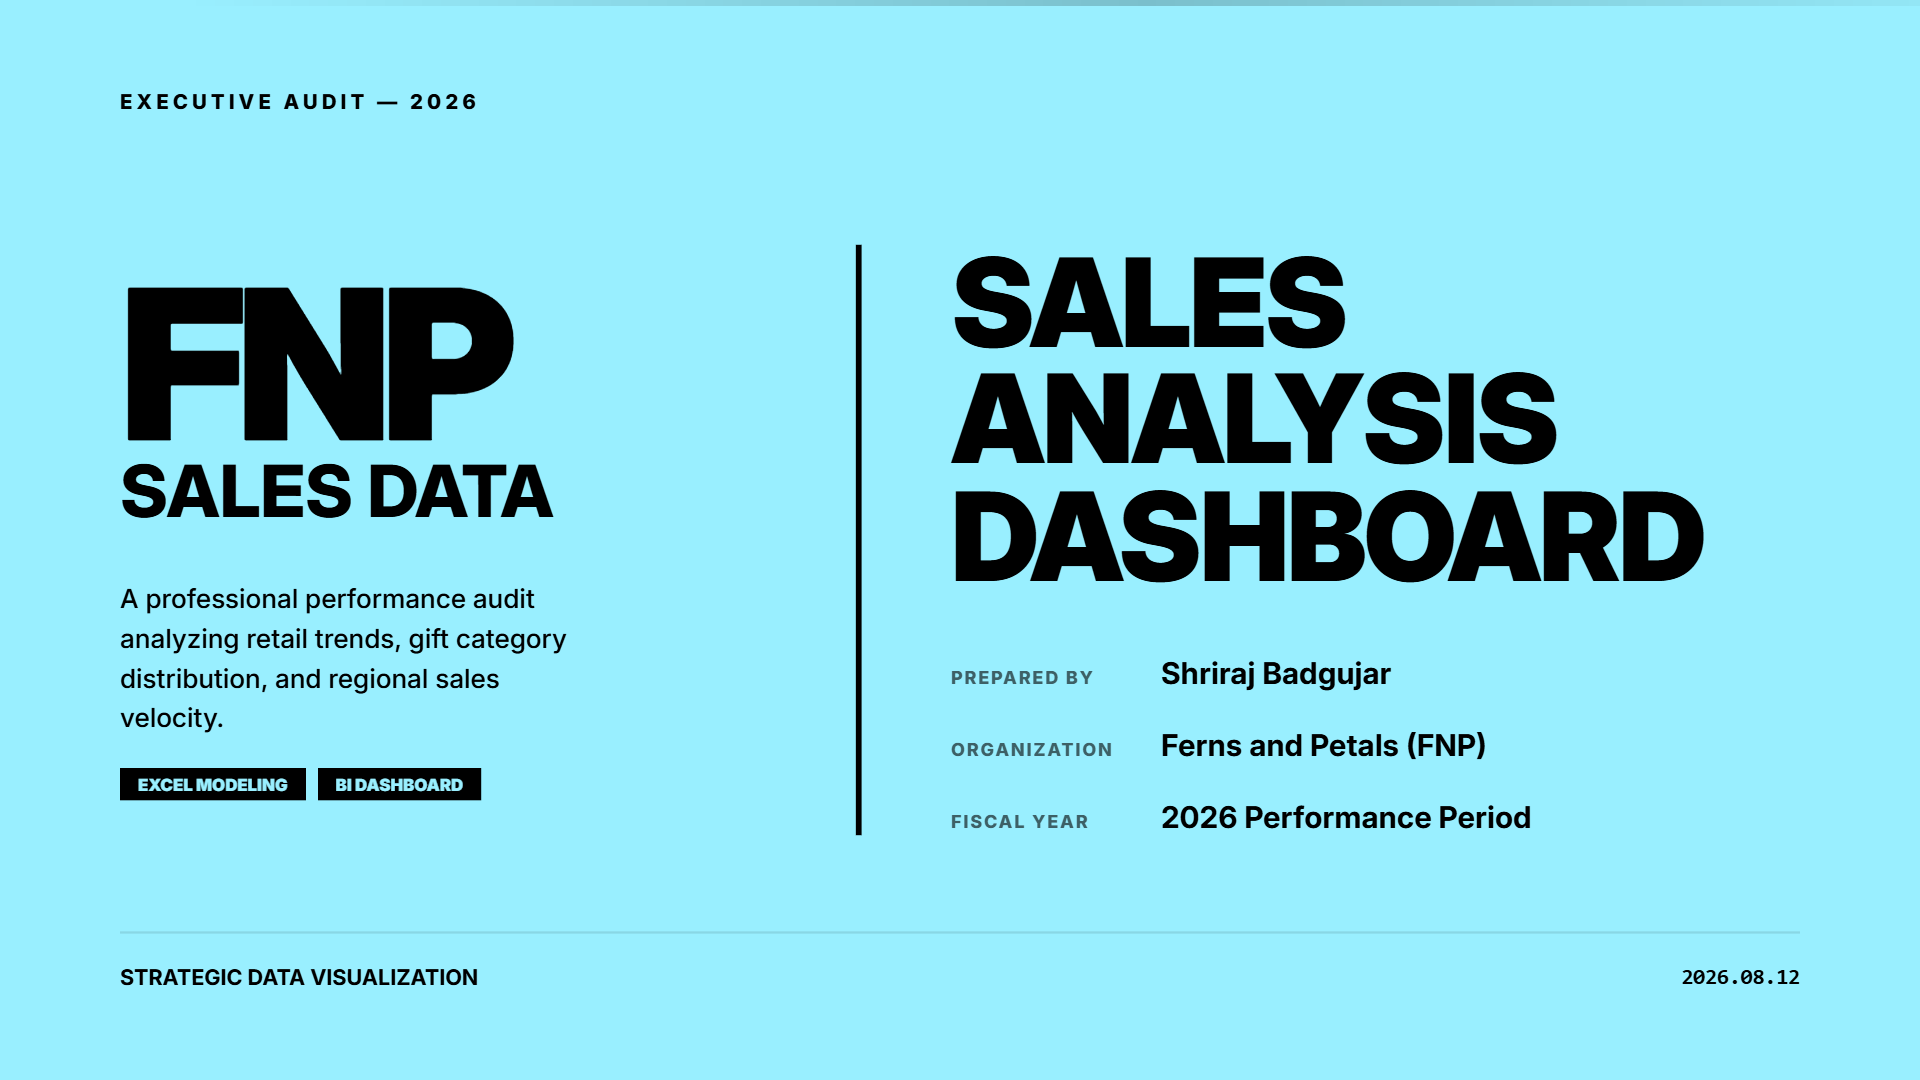 EXECUTIVE AUDIT — 2026
FNP
SALES DATA
A professional performance audit
analyzing retail trends, gift category
distribution, and regional sales
velocity.
EXCEL MODELING
BI DASHBOARD
SALES
ANALYSIS
DASHBOARD
PREPARED BY Shriraj Badgujar
ORGANIZATION Ferns and Petals (FNP)
FISCAL YEAR 2026 Performance Period
STRATEGIC DATA VISUALIZATION
2026.08.12